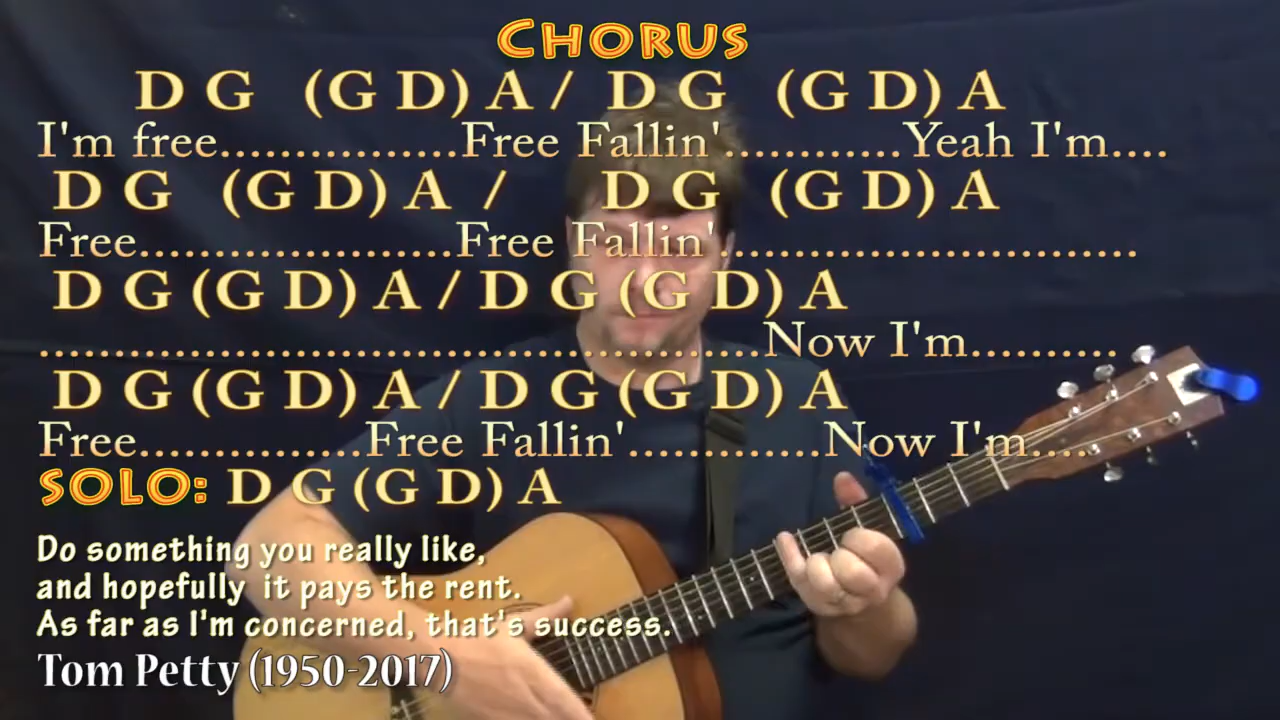 CHORUS
D G (G D) A / D G (G D) A
I'm free................Free Fallin'............Yeah I'm....
D G (G D) A / D G (G D) A
Free.....................Free Fallin'............................
D G (G D) A / D G (G D) A
................................................Now I'm..........
D G (G D) A / D G (G D) A
Free...............Free Fallin'.............Now I'm....
SOLO: D G (G D) A
Do something you really like,
and hopefully it pays the rent.
As far as I'm concerned, that's success.
Tom Petty (1950-2017)